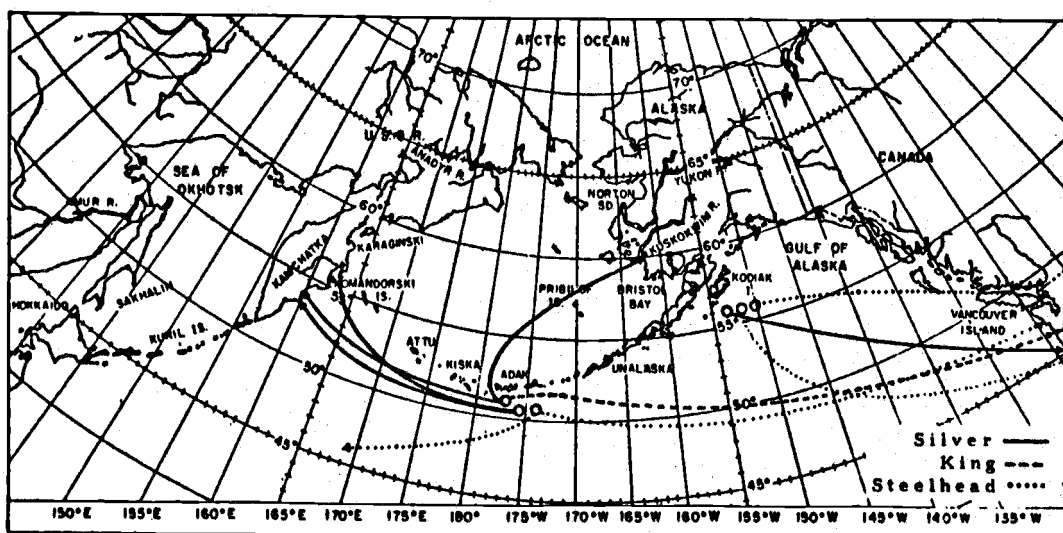 ARCTIC OCEAN
70°
70°
ALASKA
U.S.S.R.
ANADYR R.
65°
YUKON R.
CANADA
SEA OF
OKHOTSK
NORTON
SD
AMUR R.
60°
KUSKOKWIM R.
60°
KARAGINSKI
KAMCHATKA
GULF OF
ALASKA
KOMANDORSKI
IS.
PRIBILOF
IS.
BRISTOL
BAY
KODIAK
I
HOKKAIDO
SAKHALIN
55°
55°
VANCOUVER
ISLAND
KURIL IS.
ATTU
KISKA
ADAK
UNALASKA
50°
50°
45°
45°
Silver
King
Steelhead
150°E 155°E 160°E 165°E 170°E 175°E 180° 175°W 170°W 165°W 160°W 155°W 150°W 145°W 140°W 135°W